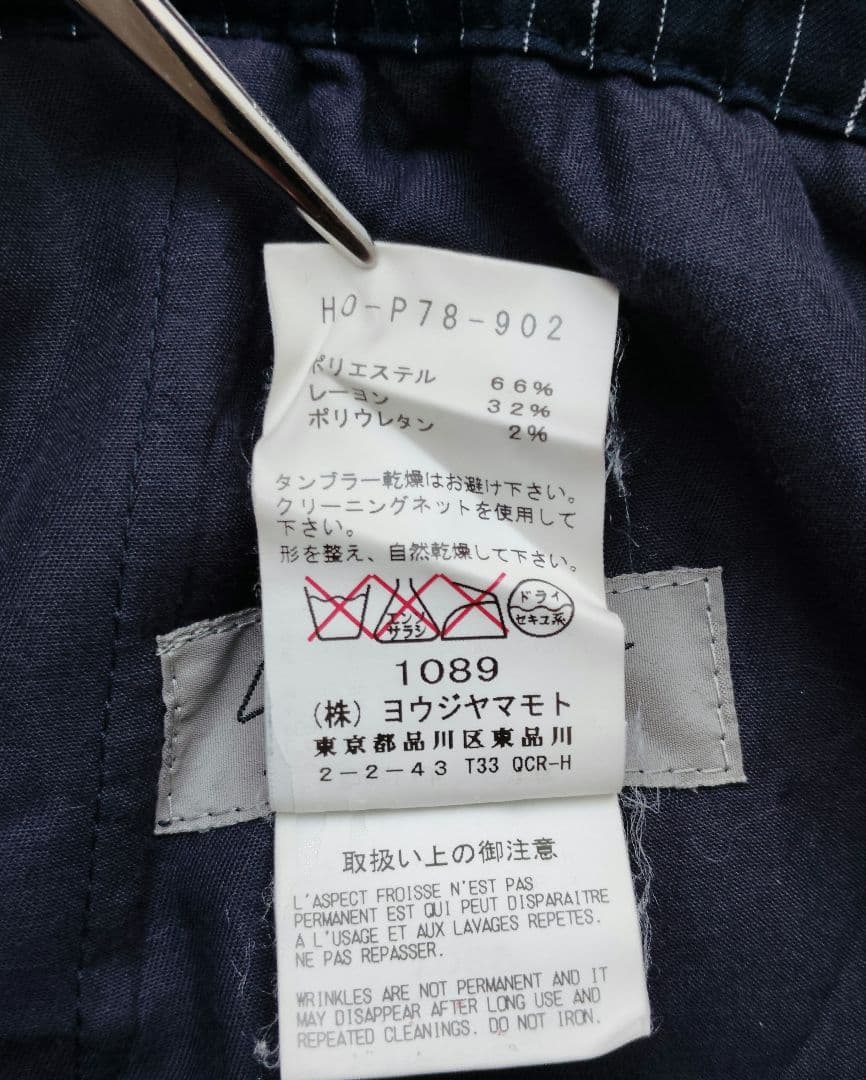 HO-P78-902
ポリエステル 66%
レーヨン 32%
ポリウレタン 2%
タンブラー乾燥はお避け下さい。
クリーニングネットを使用して
下さい。
形を整え、自然乾燥して下さい。
エンソ
サラシ
ドライ
セキユ系
1089
(株) ヨウジヤマモト
東京都品川区東品川
2-2-43 T33 QCR-H
取扱い上の御注意
L'ASPECT FROISSE N'EST PAS
PERMANENT EST QUI PEUT DISPARAITRE
A L'USAGE ET AUX LAVAGES REPETES.
NE PAS REPASSER.
WRINKLES ARE NOT PERMANENT AND IT
MAY DISAPPEAR AFTER LONG USE AND
REPEATED CLEANINGS. DO NOT IRON.